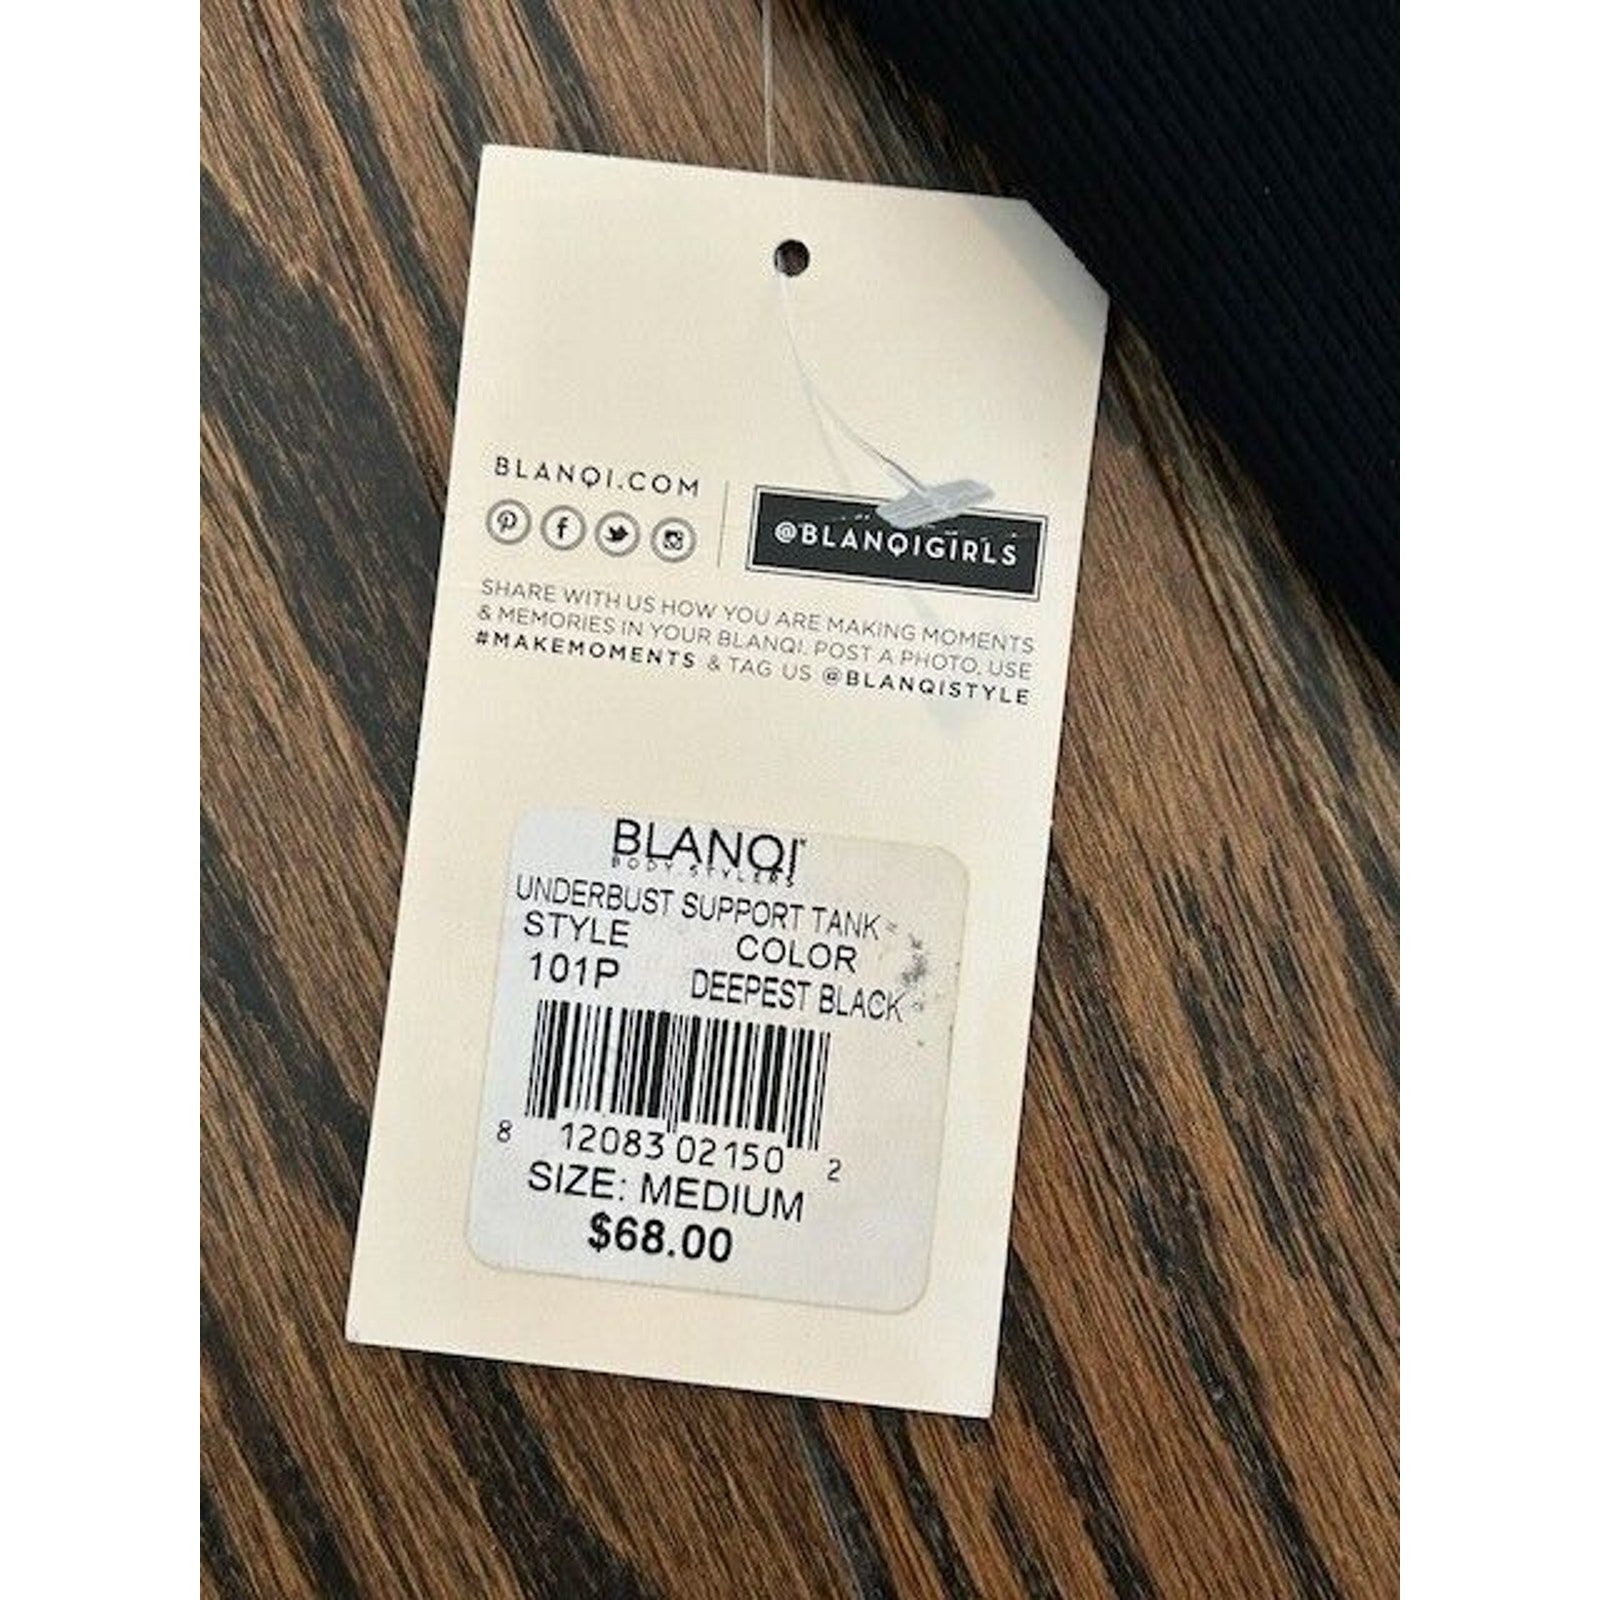 BLANQI.COM
@BLANQIGIRLS
SHARE WITH US HOW YOU ARE MAKING MOMENTS
& MEMORIES IN YOUR BLANQI. POST A PHOTO, USE
#MAKEMOMENTS & TAG US @BLANQISTYLE
BLANQI™
BODY STYLERS
UNDERBUST SUPPORT TANK
STYLE COLOR
101P DEEPEST BLACK
8 12083 02150 2
SIZE: MEDIUM
$68.00